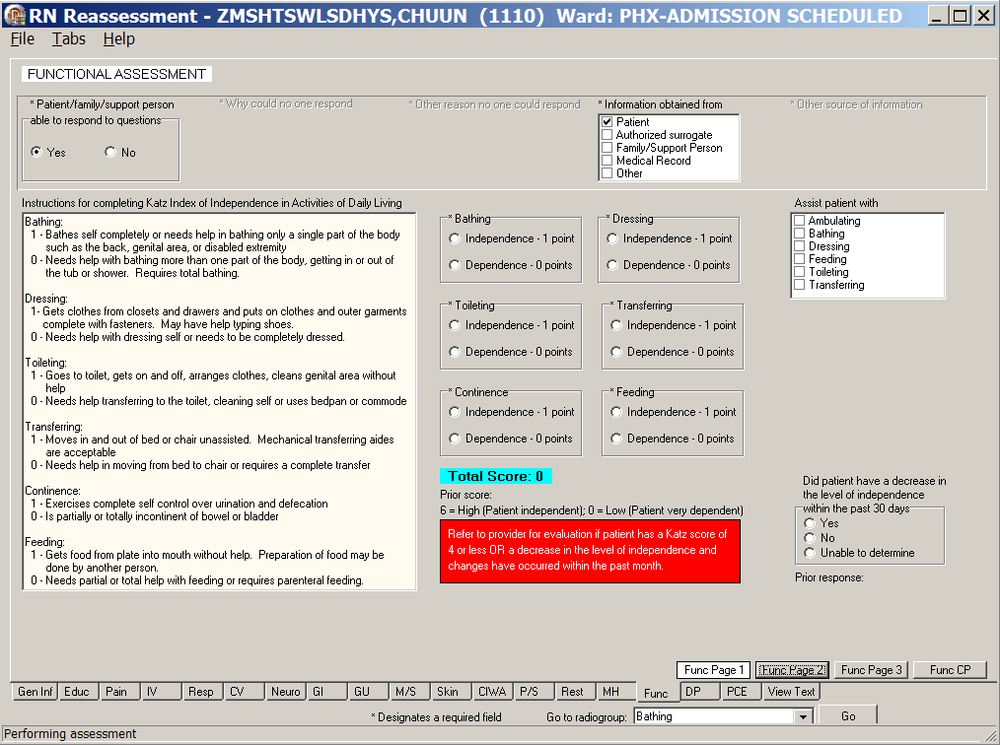 RN Reassessment - ZMSHTSWLSDHYS,CHUUN (1110) Ward: PHX-ADMISSION SCHEDULED
File Tabs Help
FUNCTIONAL ASSESSMENT
* Patient/family/support person
able to respond to questions
Yes No
* Why could no one respond
* Other reason no one could respond
* Information obtained from
Patient
Authorized surrogate
Family/Support Person
Medical Record
Other
* Other source of information
Instructions for completing Katz Index of Independence in Activities of Daily Living
Bathing:
1 - Bathes self completely or needs help in bathing only a single part of the body
such as the back, genital area, or disabled extremity
0 - Needs help with bathing more than one part of the body, getting in or out of
the tub or shower. Requires total bathing.
Dressing:
1- Gets clothes from closets and drawers and puts on clothes and outer garments
complete with fasteners. May have help typing shoes.
0 - Needs help with dressing self or needs to be completely dressed.
Toileting:
1 - Goes to toilet, gets on and off, arranges clothes, cleans genital area without
help
0 - Needs help transferring to the toilet, cleaning self or uses bedpan or commode
Transferring:
1 - Moves in and out of bed or chair unassisted. Mechanical transferring aides
are acceptable
0 - Needs help in moving from bed to chair or requires a complete transfer
Continence:
1 - Exercises complete self control over urination and defecation
0 - Is partially or totally incontinent of bowel or bladder
Feeding:
1 - Gets food from plate into mouth without help. Preparation of food may be
done by another person.
0 - Needs partial or total help with feeding or requires parenteral feeding.
* Bathing
Independence - 1 point
Dependence - 0 points
* Dressing
Independence - 1 point
Dependence - 0 points
* Toileting
Independence - 1 point
Dependence - 0 points
* Transferring
Independence - 1 point
Dependence - 0 points
* Continence
Independence - 1 point
Dependence - 0 points
* Feeding
Independence - 1 point
Dependence - 0 points
Total Score: 0
Prior score:
6 = High (Patient independent); 0 = Low (Patient very dependent)
Refer to provider for evaluation if patient has a Katz score of
4 or less OR a decrease in the level of independence and
changes have occurred within the past month.
Assist patient with
Ambulating
Bathing
Dressing
Feeding
Toileting
Transferring
Did patient have a decrease in
the level of independence
within the past 30 days
Yes
No
Unable to determine
Prior response:
Func Page 1 Func Page 2 Func Page 3 Func CP
Gen Inf Educ Pain IV Resp CV Neuro GI GU M/S Skin CIWA P/S Rest MH Func DP PCE View Text
* Designates a required field Go to radiogroup: Bathing Go
Performing assessment